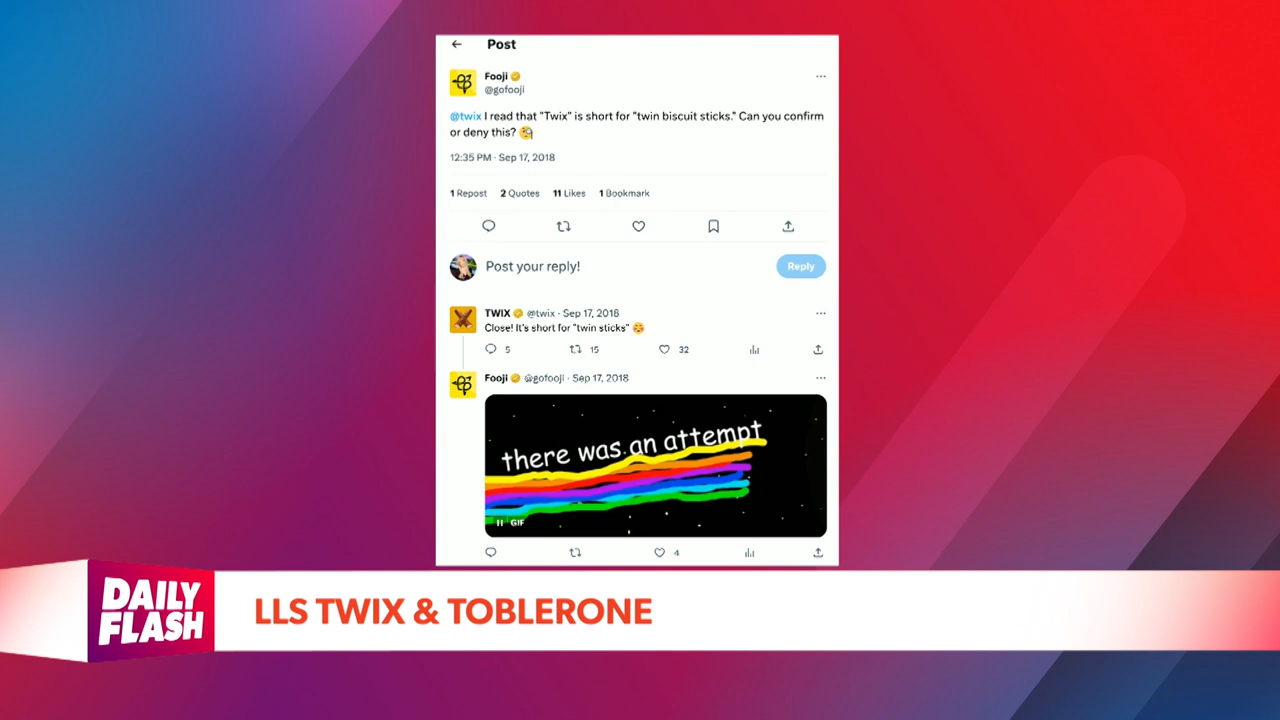 Post
Fooji
@gofooji
@twix I read that "Twix" is short for "twin biscuit sticks." Can you confirm
or deny this?
12:35 PM · Sep 17, 2018
1 Repost 2 Quotes 11 Likes 1 Bookmark
Post your reply!
Reply
TWIX @twix · Sep 17, 2018
Close! It's short for "twin sticks"
5 15 32
Fooji @gofooji · Sep 17, 2018
there was an attempt
GIF
4
DAILY
FLASH
LLS TWIX & TOBLERONE